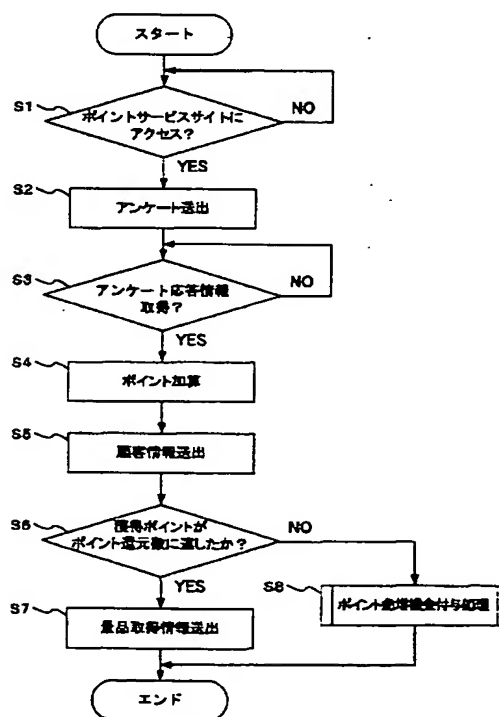 スタート
S1
ポイントサービスサイトに
アクセス?
NO
YES
S2
アンケート送出
S3
アンケート応答情報
取得?
NO
YES
S4
ポイント加算
S5
顧客情報送出
S6
獲得ポイントが
ポイント還元数に達したか?
NO
YES
S7
景品取得情報送出
S8
エンド